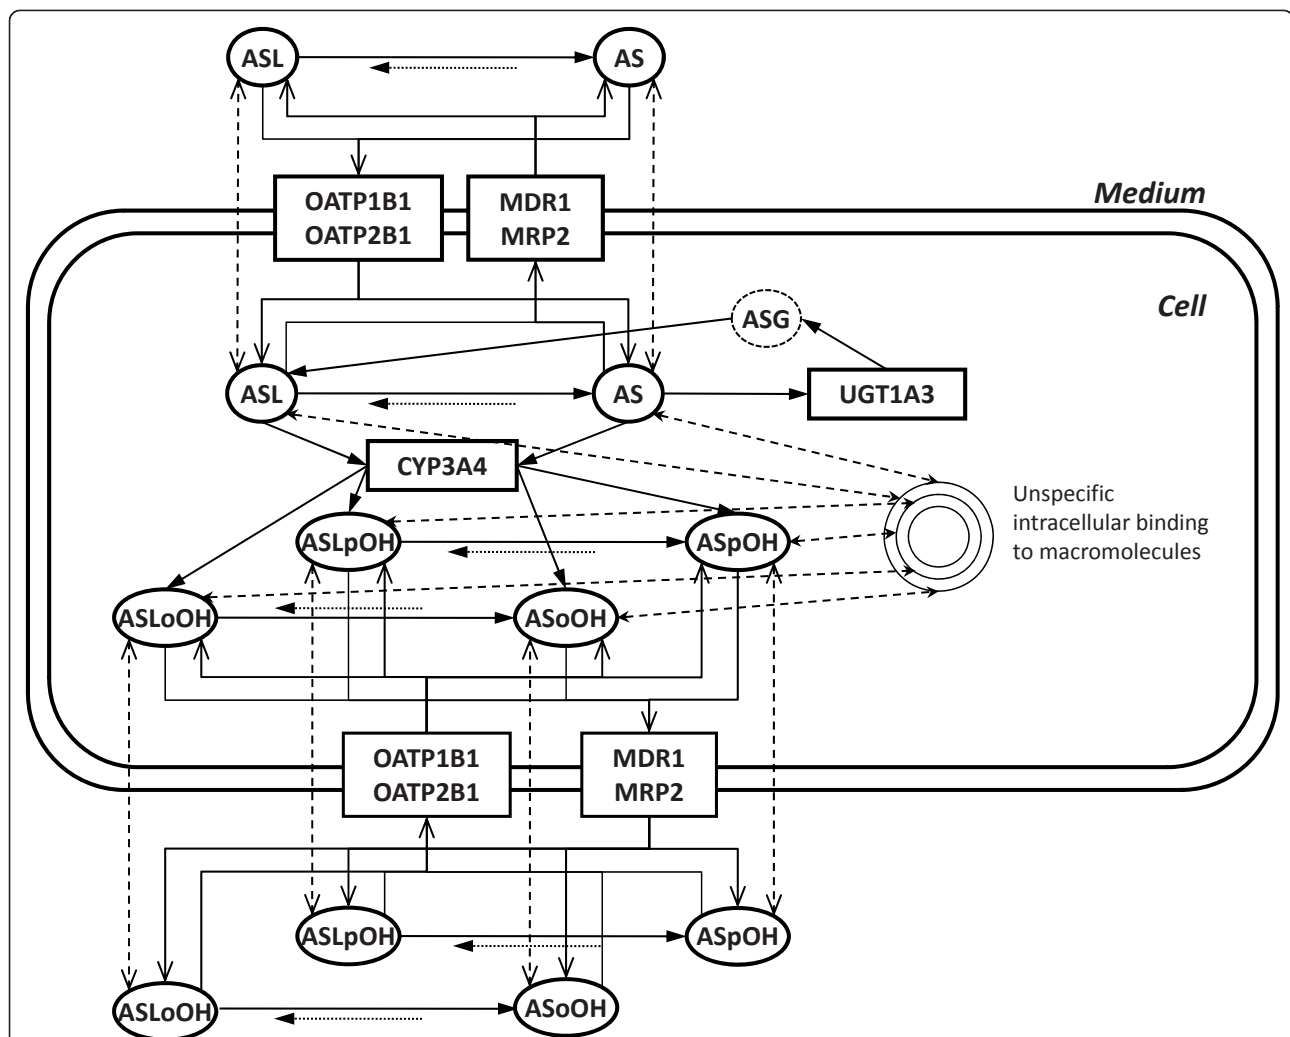 ASL
AS
OATP1B1
OATP2B1
MDR1
MRP2
Medium
Cell
ASG
ASL
AS
UGT1A3
CYP3A4
Unspecific
intracellular binding
to macromolecules
ASLpOH
ASpOH
ASLoOH
ASoOH
OATP1B1
OATP2B1
MDR1
MRP2
ASLpOH
ASpOH
ASLoOH
ASoOH